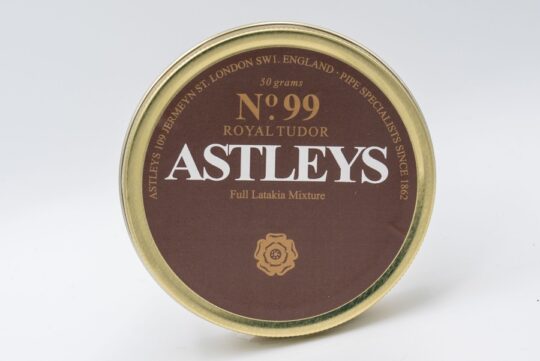 ASTLEYS 109 JERMEYN ST. LONDON SW1. ENGLAND · PIPE SPECIALISTS SINCE 1862
50 grams
No. 99
ROYAL TUDOR
ASTLEYS
Full Latakia Mixture